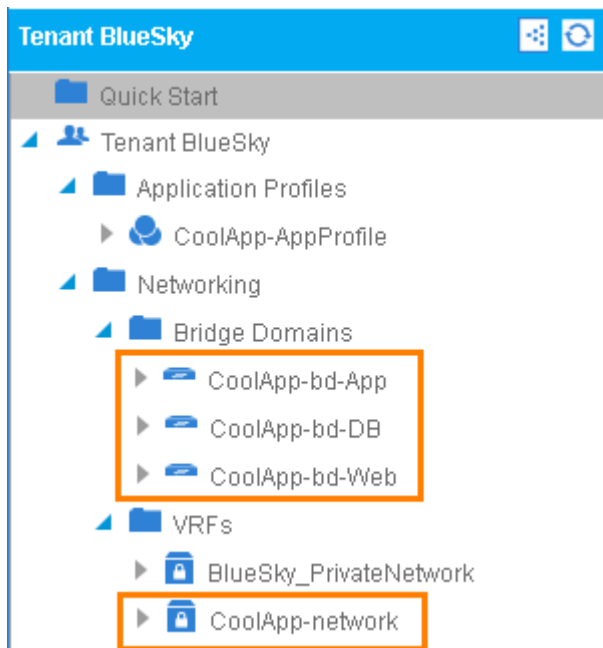 Tenant BlueSky
Quick Start
Tenant BlueSky
Application Profiles
CoolApp-AppProfile
Networking
Bridge Domains
CoolApp-bd-App
CoolApp-bd-DB
CoolApp-bd-Web
VRFs
BlueSky_PrivateNetwork
CoolApp-network